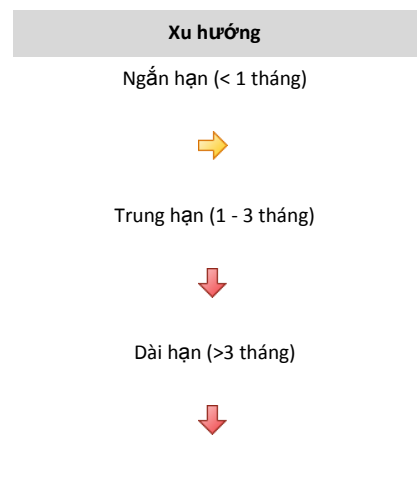 Xu hướng
Ngắn hạn (< 1 tháng)
Trung hạn (1 - 3 tháng)
Dài hạn (>3 tháng)